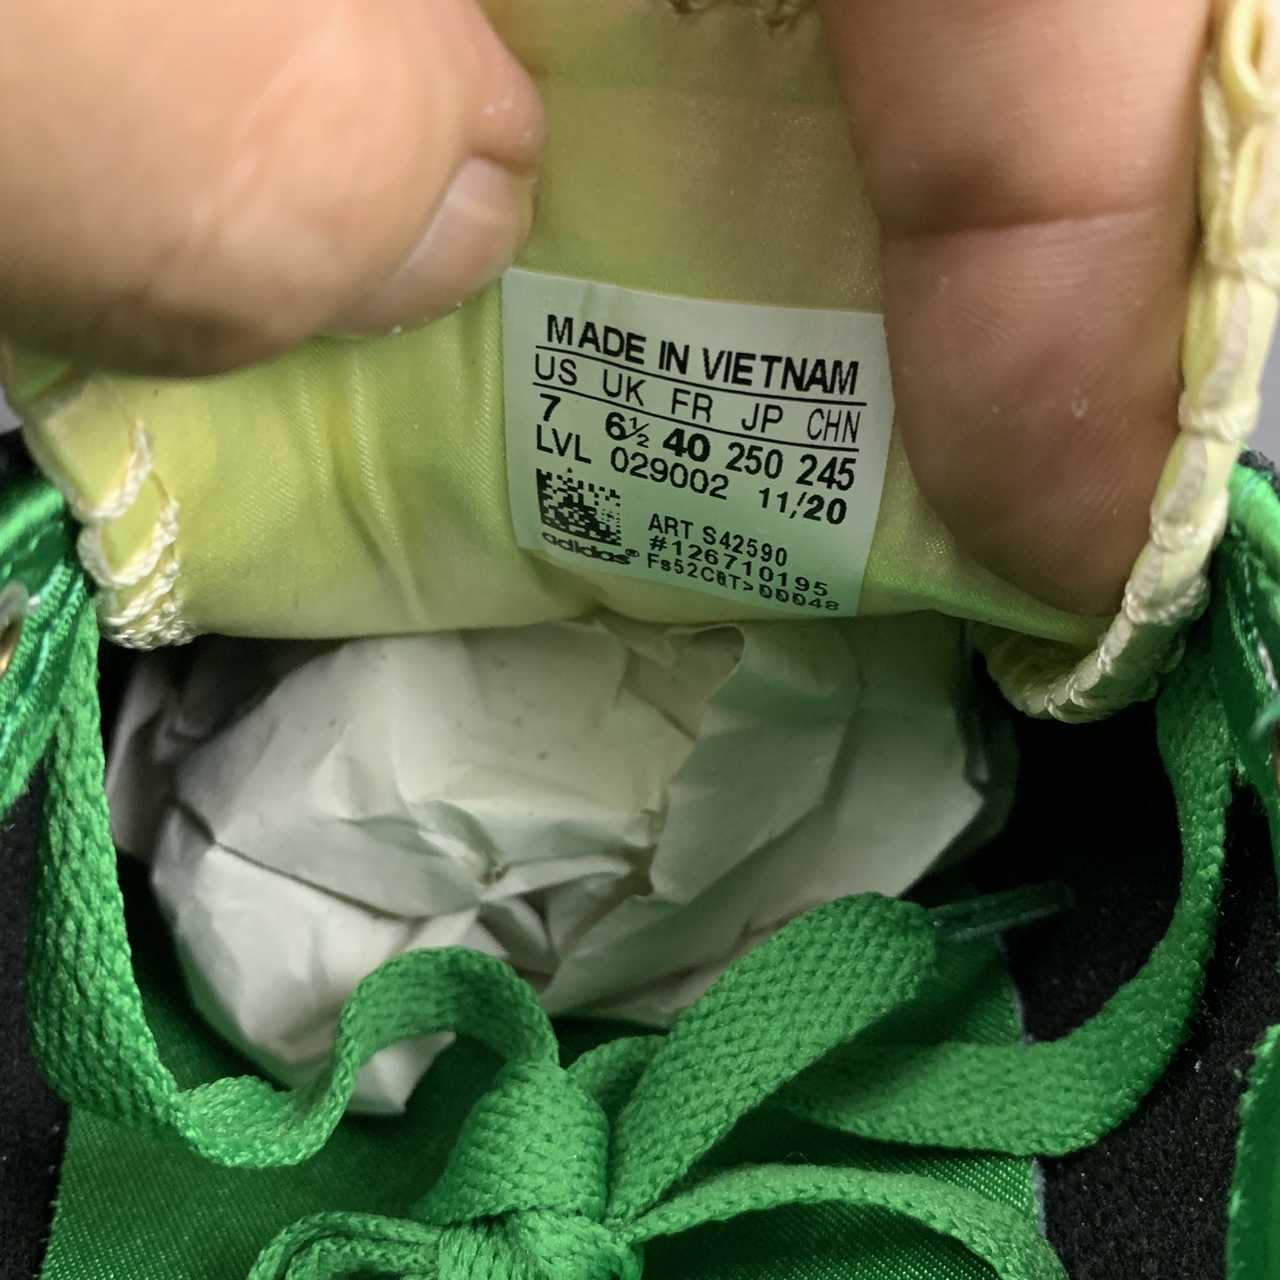 MADE IN VIETNAM
US UK FR JP CHN
7 6½ 40 250 245
LVL 029002 11/20
ART S42590
#126710195
adidas® Fs52C0T>00048